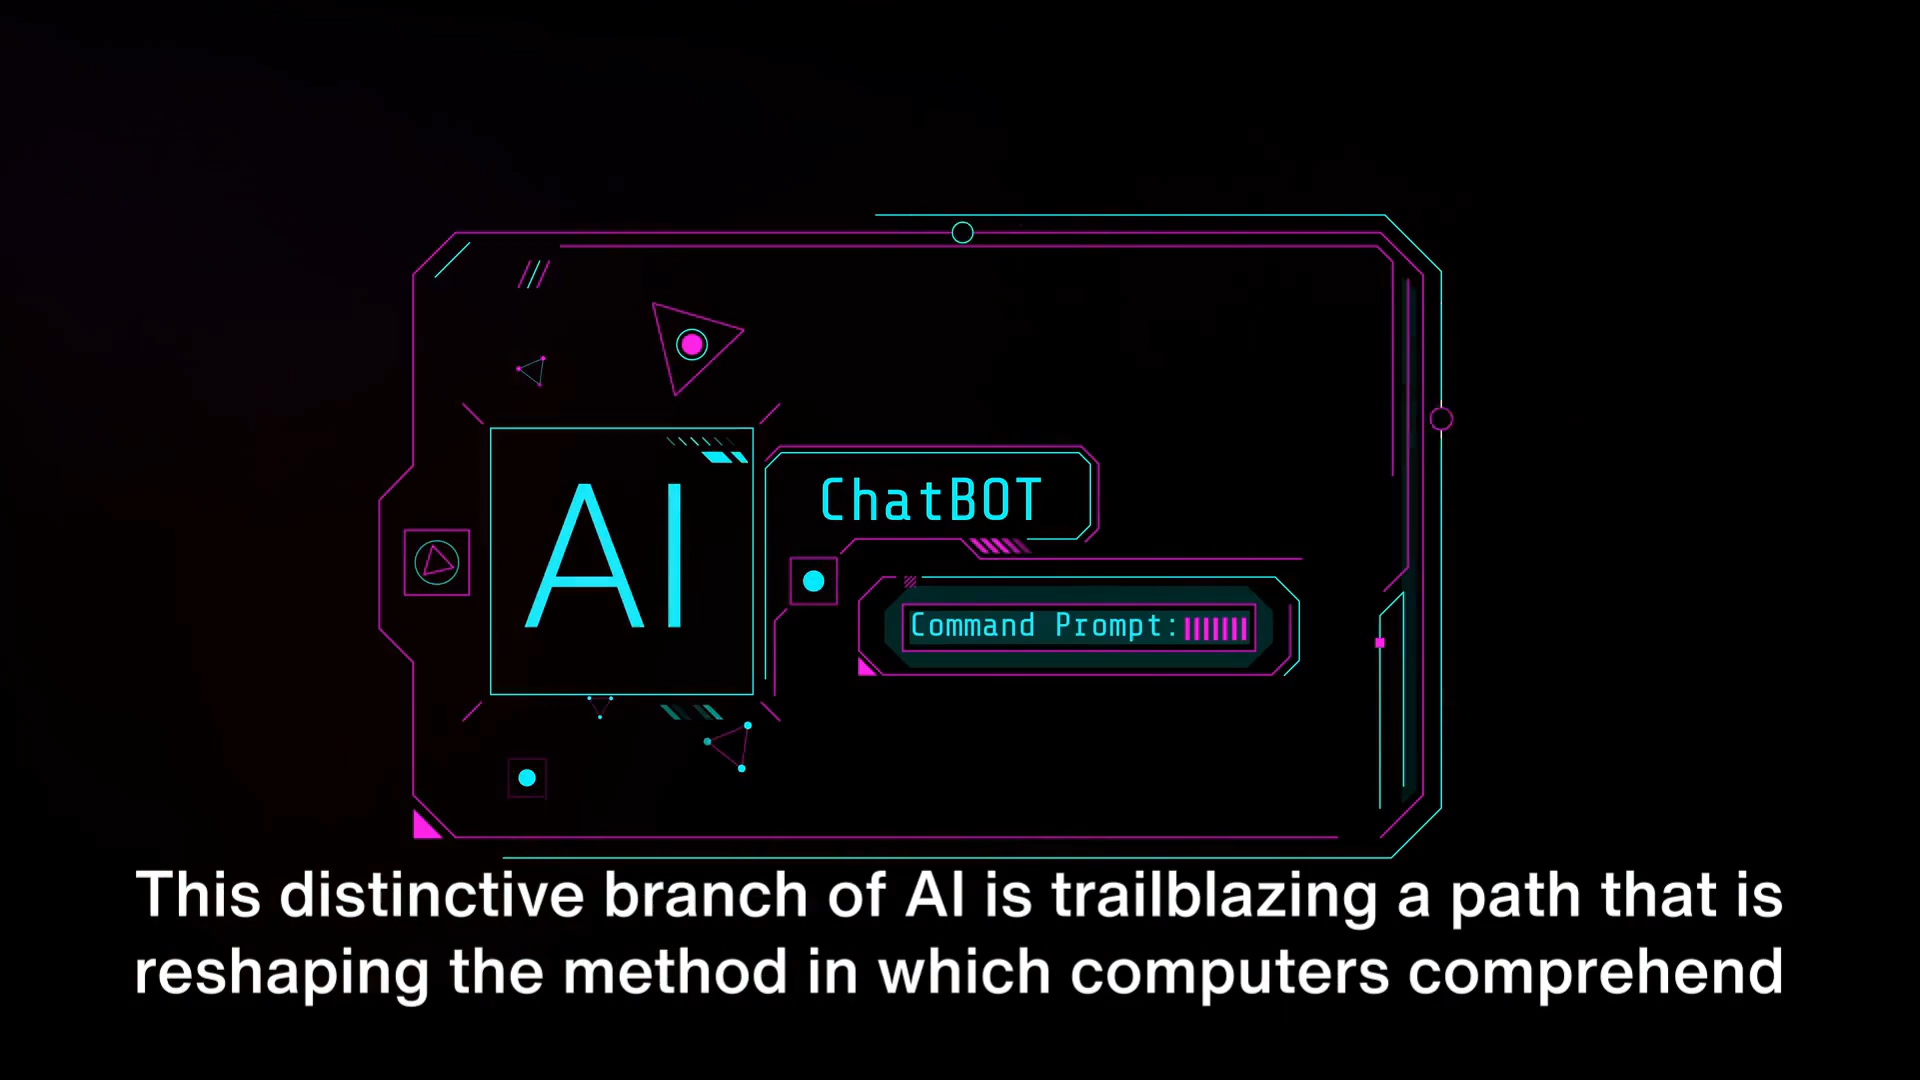 AI
ChatBOT
Command Prompt:
This distinctive branch of AI is trailblazing a path that is
reshaping the method in which computers comprehend